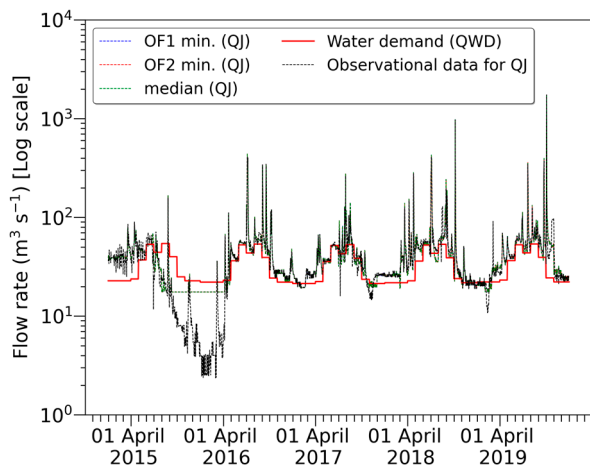 Flow rate (m³ s⁻¹) [Log scale]
10⁴
10³
10²
10¹
10⁰
OF1 min. (QJ)
OF2 min. (QJ)
median (QJ)
Water demand (QWD)
Observational data for QJ
01 April 2015
01 April 2016
01 April 2017
01 April 2018
01 April 2019